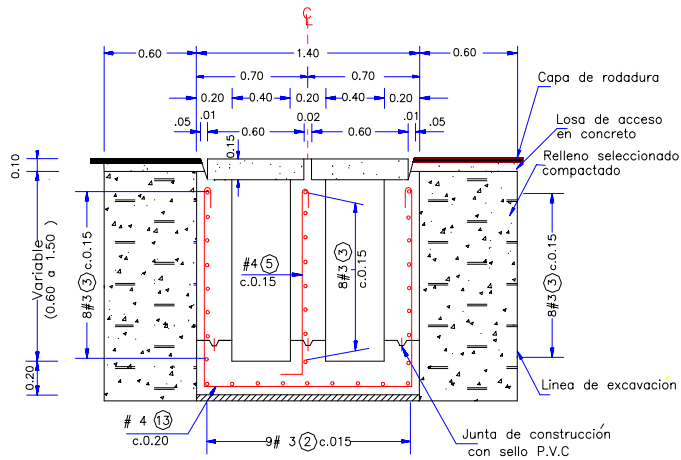 CL
0.60
1.40
0.60
0.70
0.70
0.20
0.40
0.20
0.40
0.20
.05
.01
0.60
0.02
0.60
.01
.05
0.15
0.10
Capa de rodadura
Losa de acceso
en concreto
Relleno seleccionado
compactado
Variable
(0.60 a 1.50)
8#3 3 c.0.15
#4 5
c.0.15
8#3 3
c.0.15
8#3 3 c.0.15
0.20
Linea de excavación
# 4 13
c.0.20
9# 3 2 c.015
Junta de construcción
con sello P.V.C